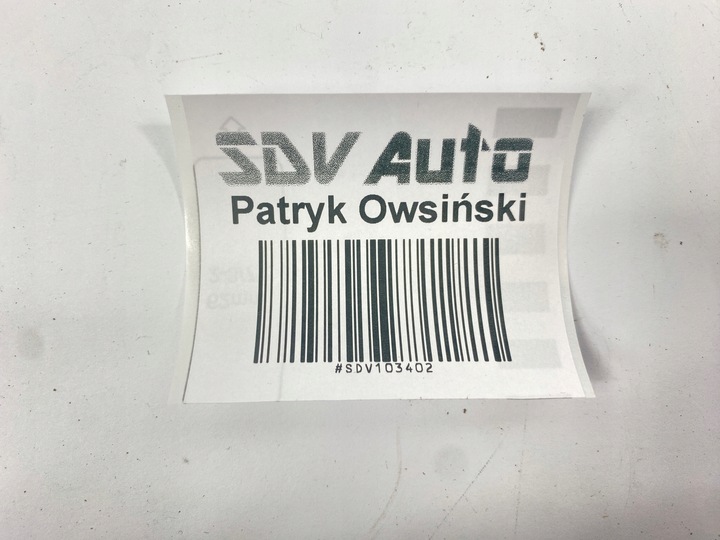 SDV Auto
Patryk Owsiński
#SDV103402